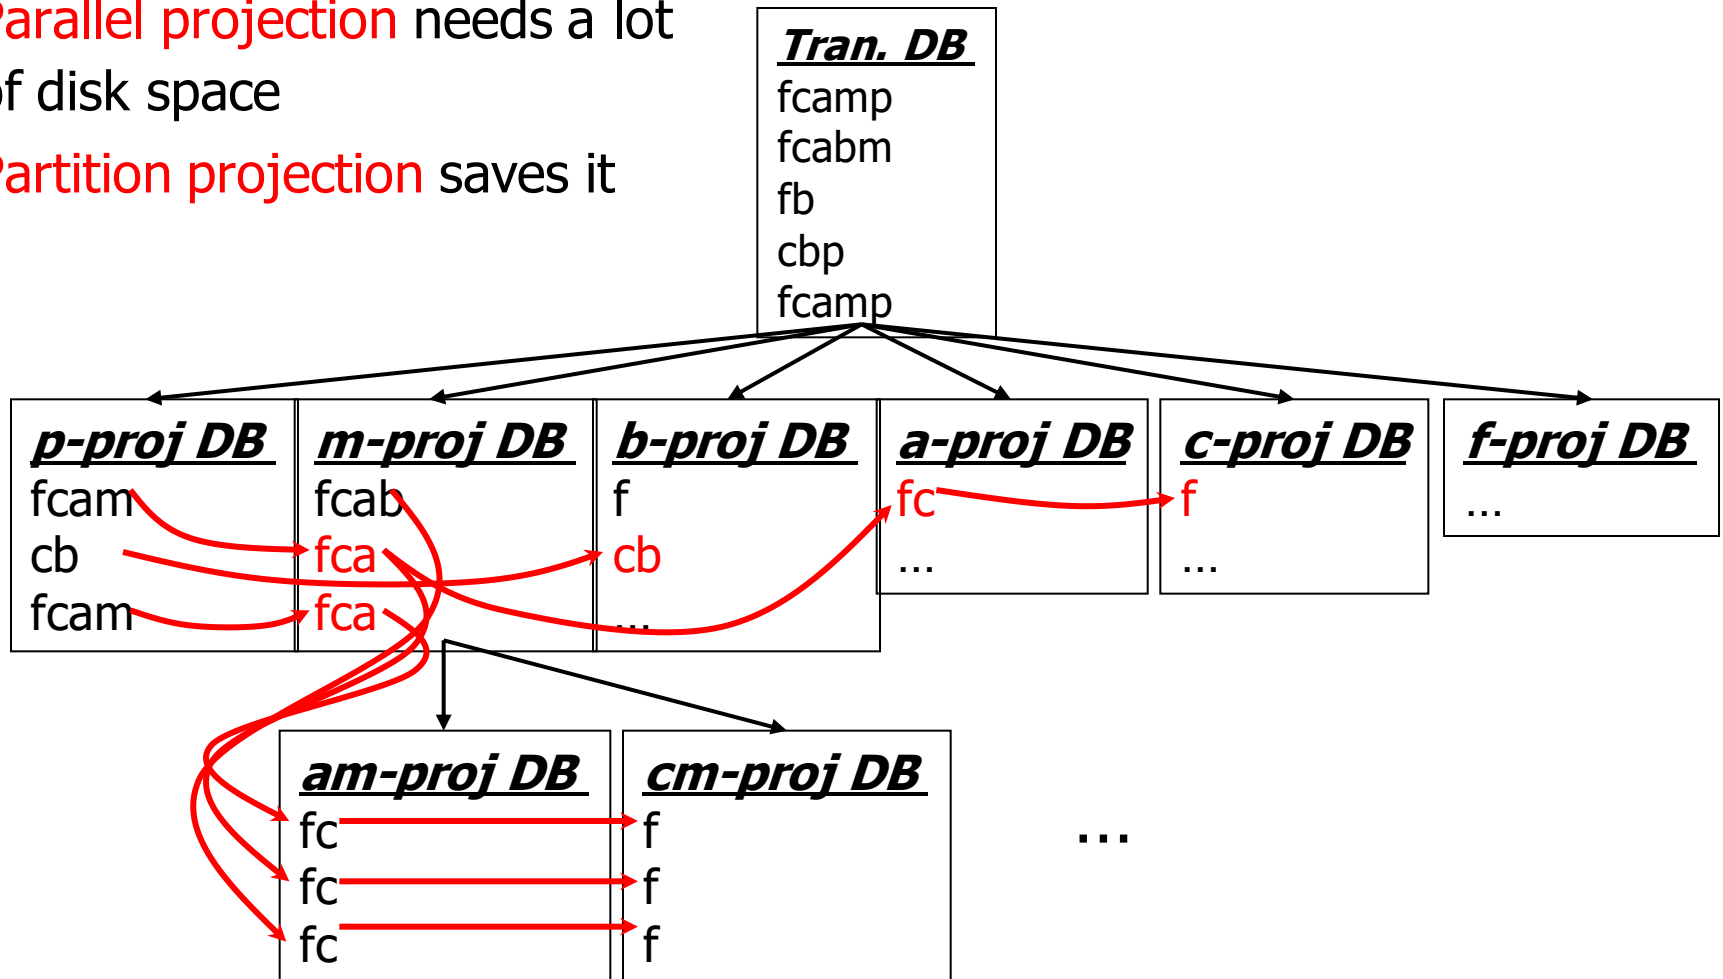 Parallel projection needs a lot
of disk space
Partition projection saves it
Tran. DB
fcamp
fcabm
fb
cbp
fcamp
p-proj DB
fcam
cb
fcam
m-proj DB
fcab
fca
fca
b-proj DB
f
cb
...
a-proj DB
fc
...
c-proj DB
f
...
f-proj DB
...
am-proj DB
fc
fc
fc
cm-proj DB
f
f
f
...